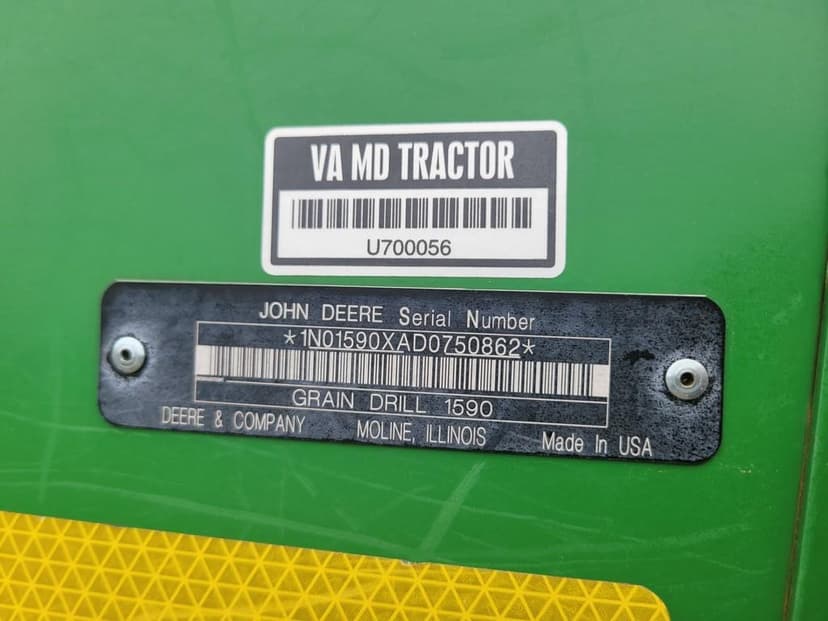 VA MD TRACTOR
U700056
JOHN DEERE Serial Number
*1N01590XAD0750862*
GRAIN DRILL 1590
DEERE & COMPANY MOLINE, ILLINOIS Made In USA